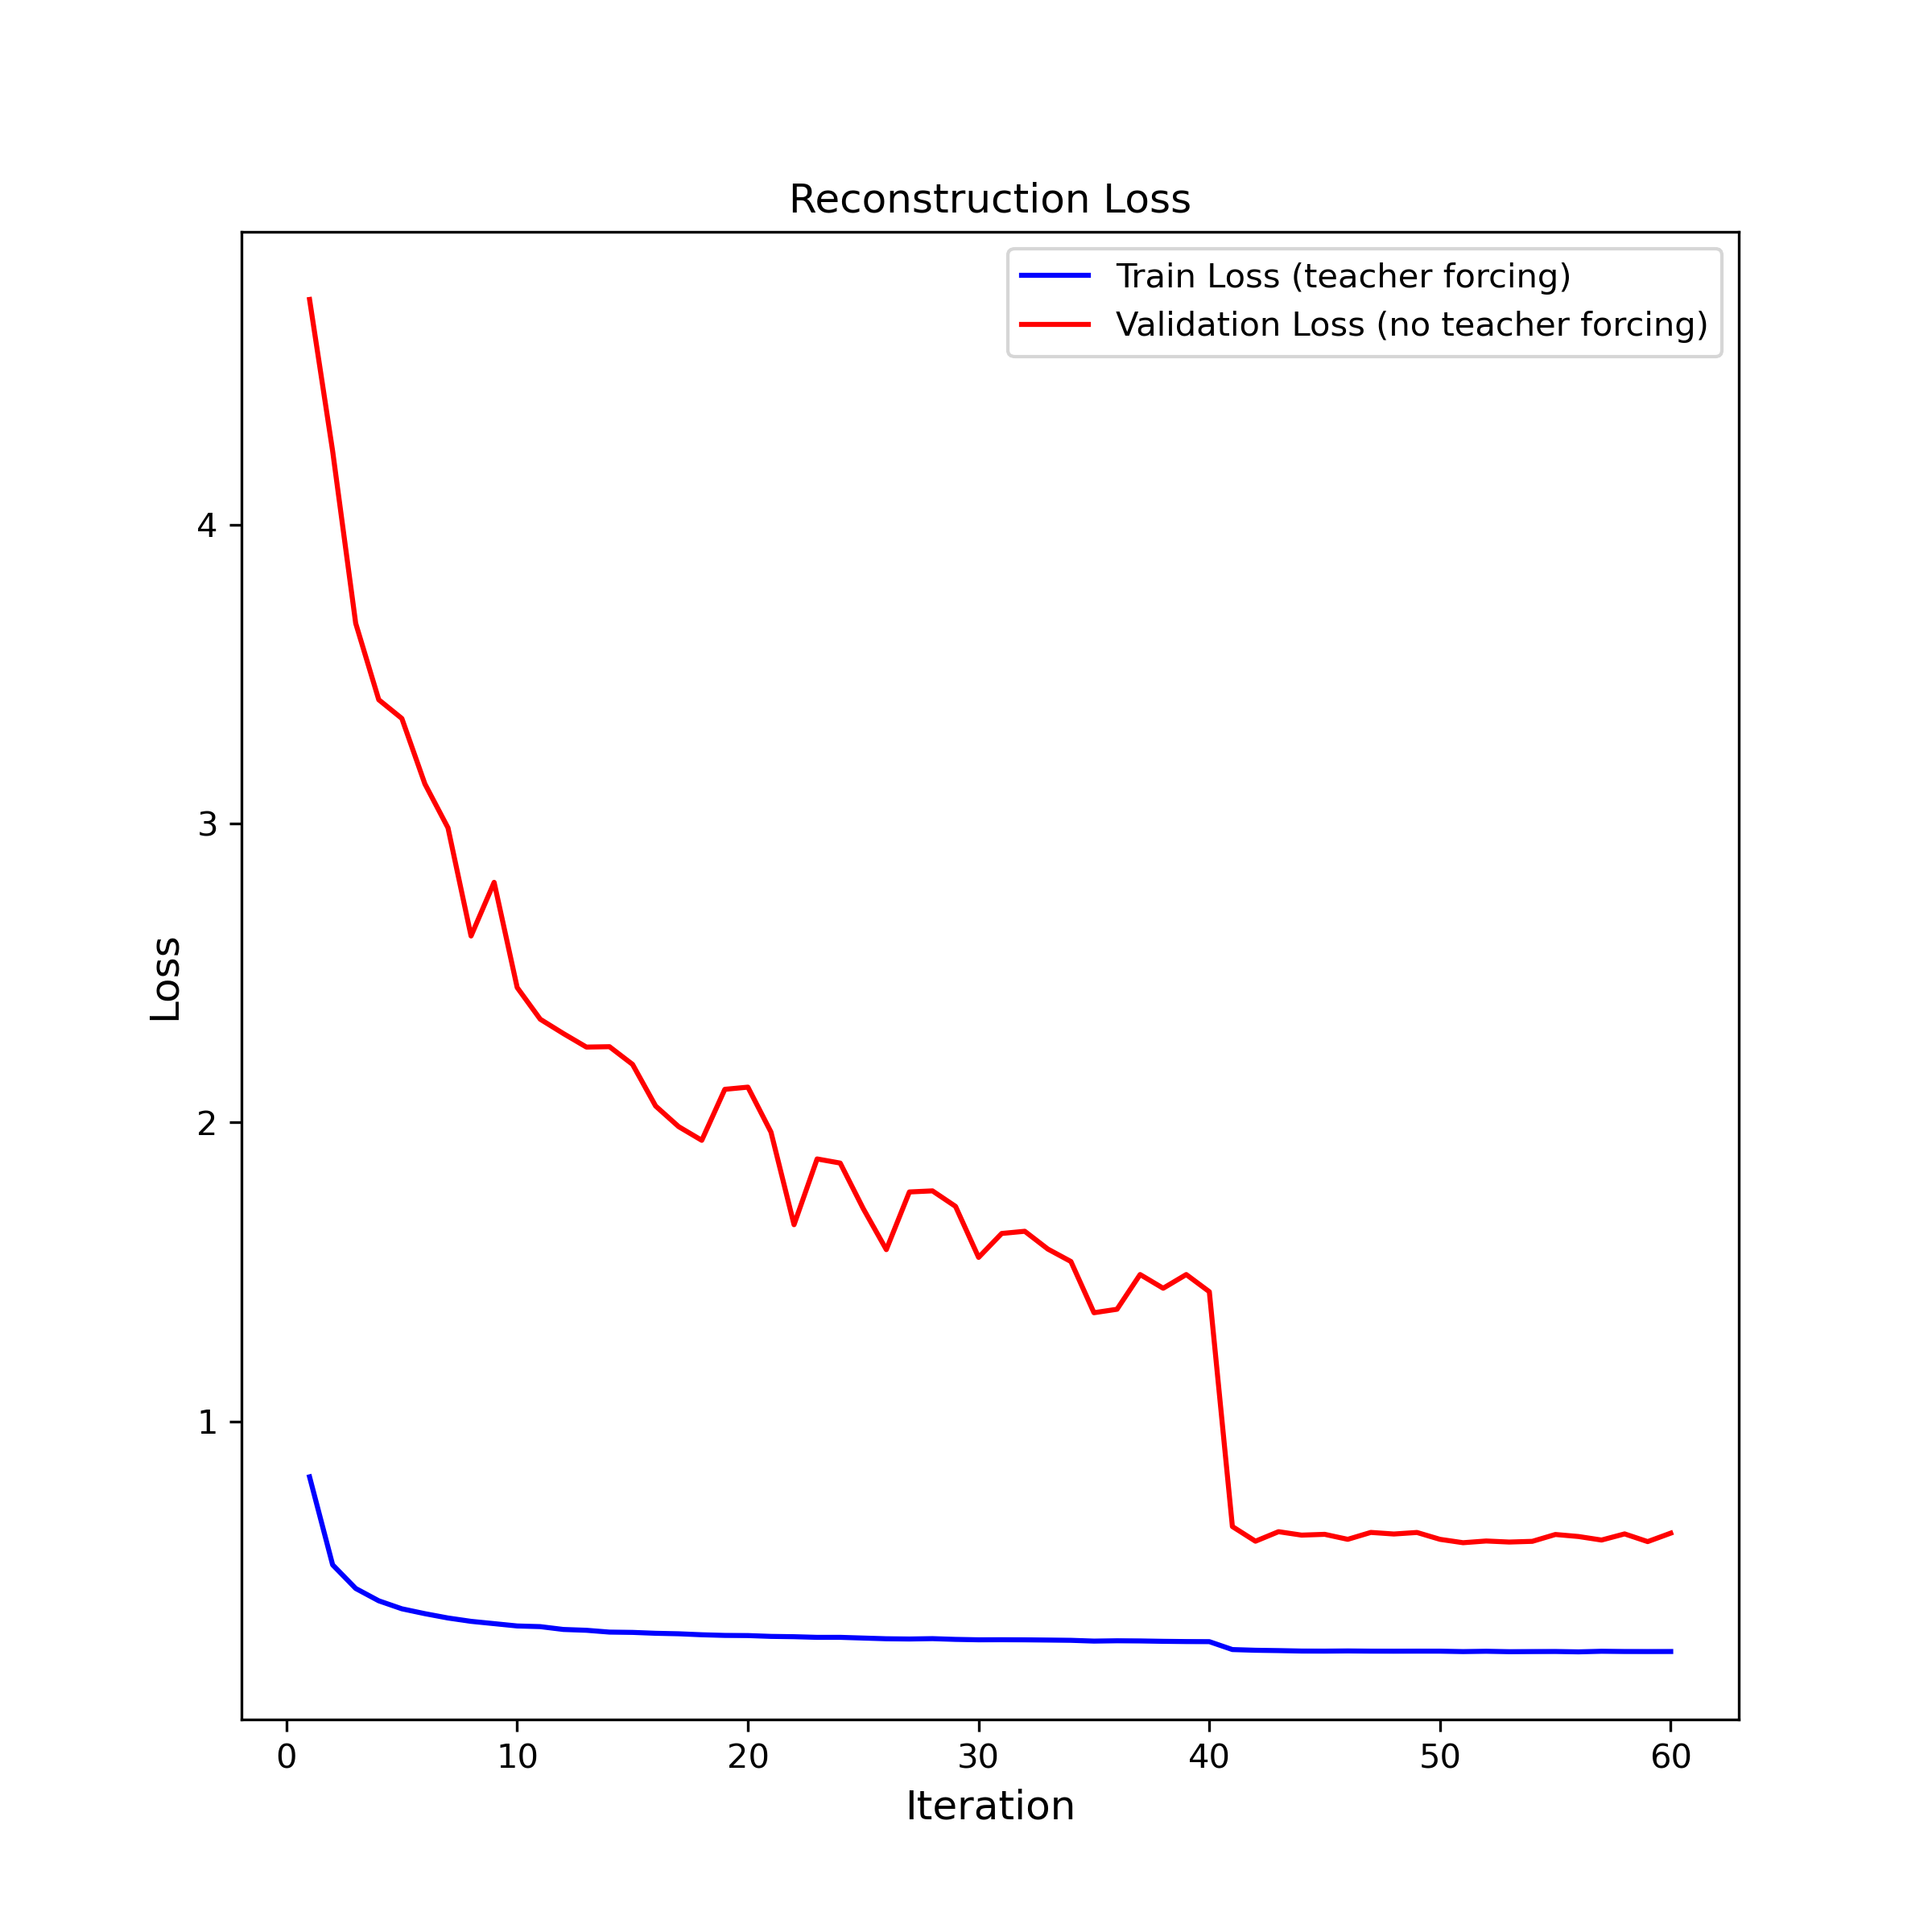 Reconstruction Loss
Train Loss (teacher forcing)
Validation Loss (no teacher forcing)
4
3
2
1
Loss
0 10 20 30 40 50 60
Iteration